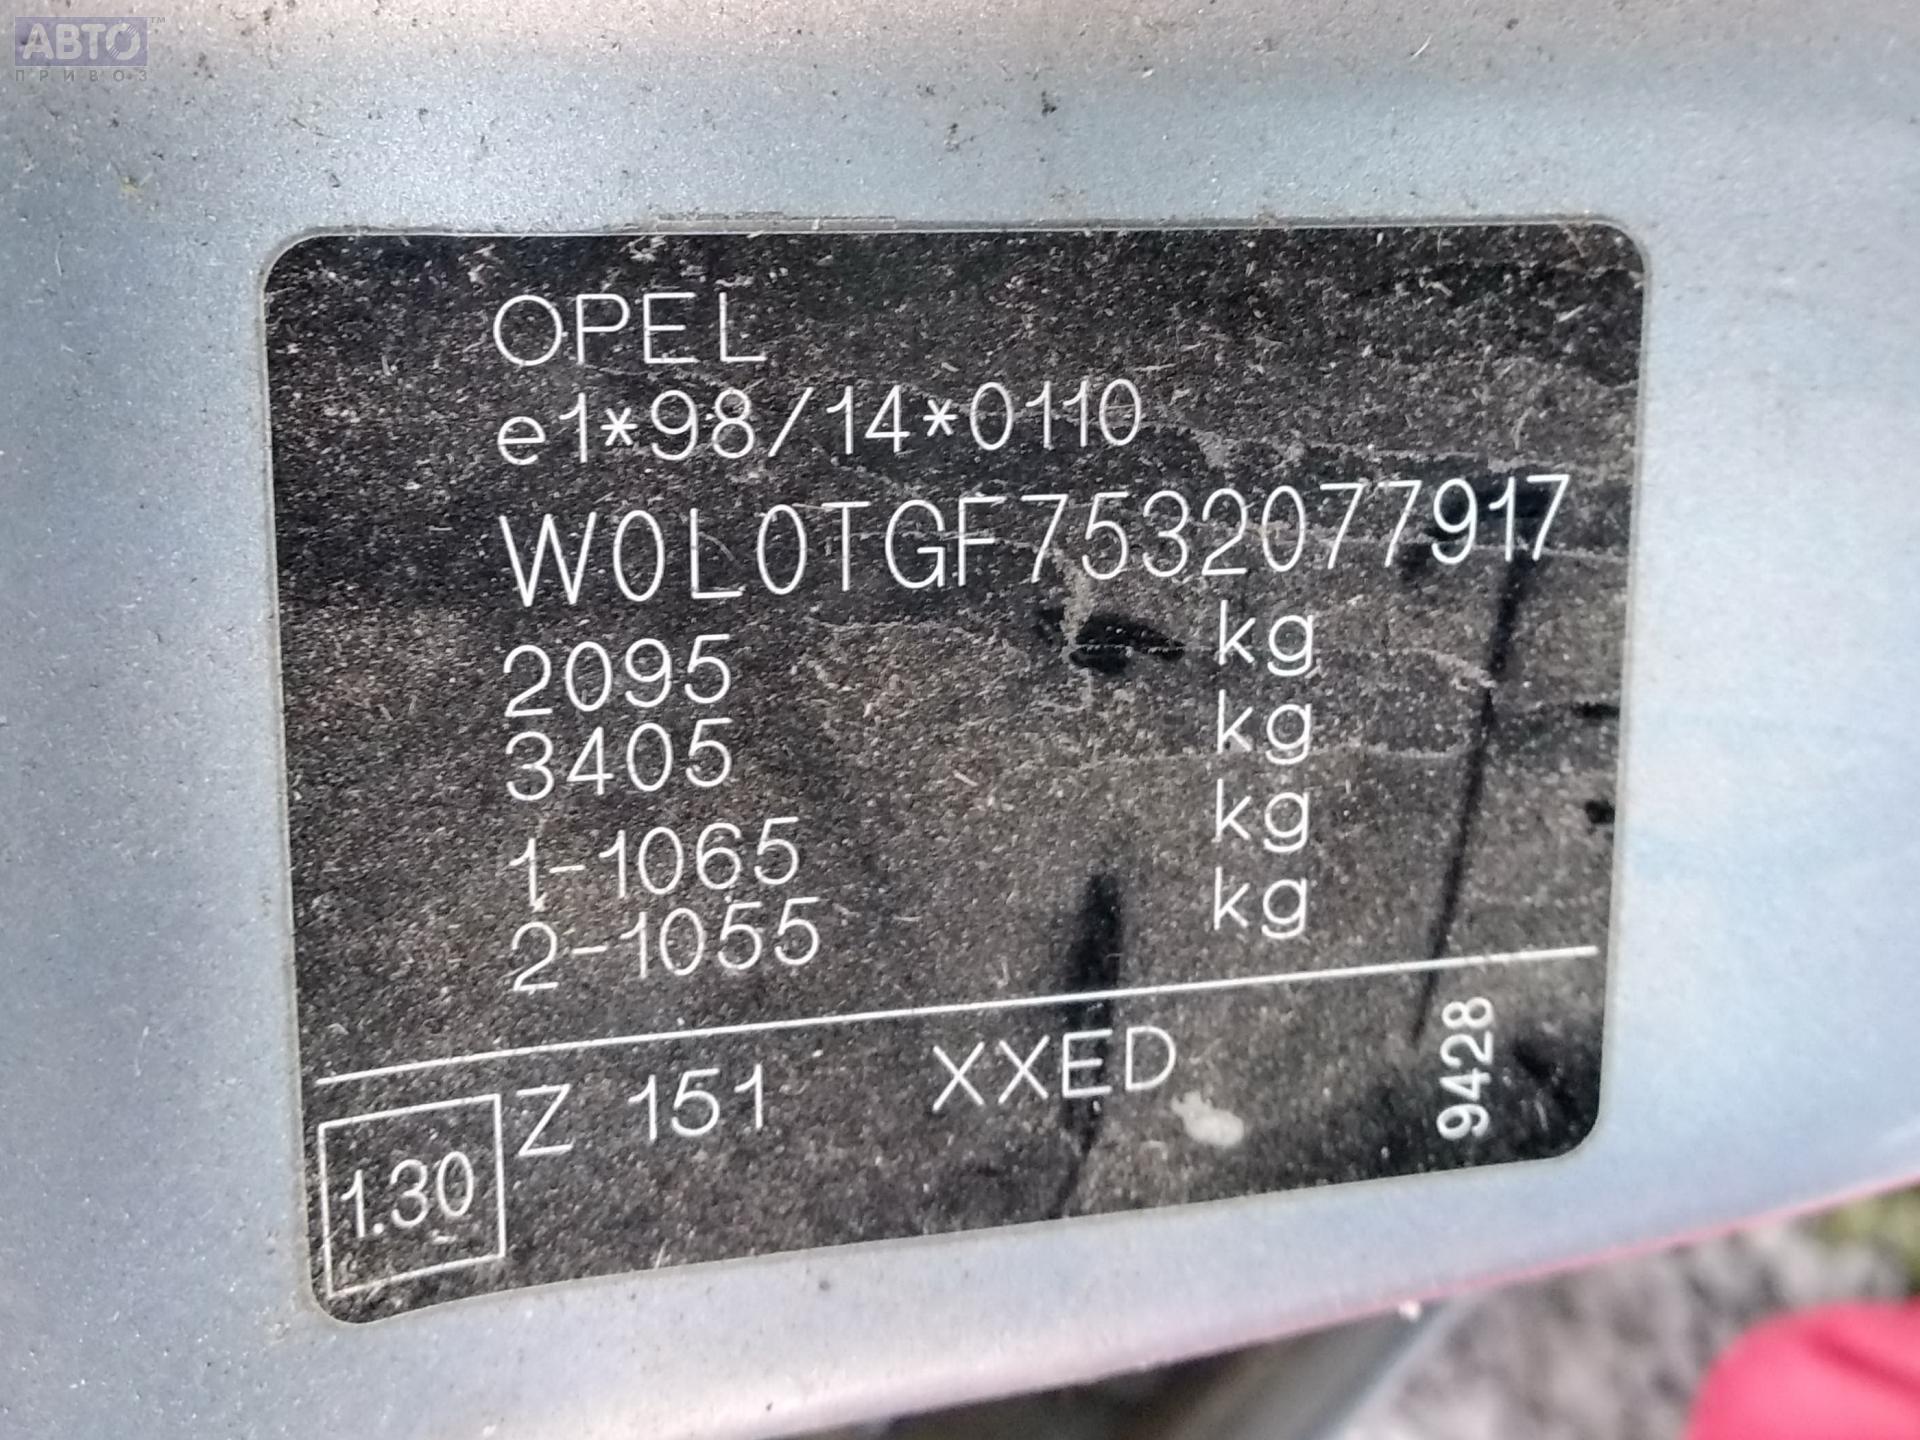 АВТО™
ПРИВОЗ
OPEL
e1*98/14*0110
W0L0TGF7532077917
2095 kg
3405 kg
1-1065 kg
2-1055 kg
1.30 Z 151 XXED 9428